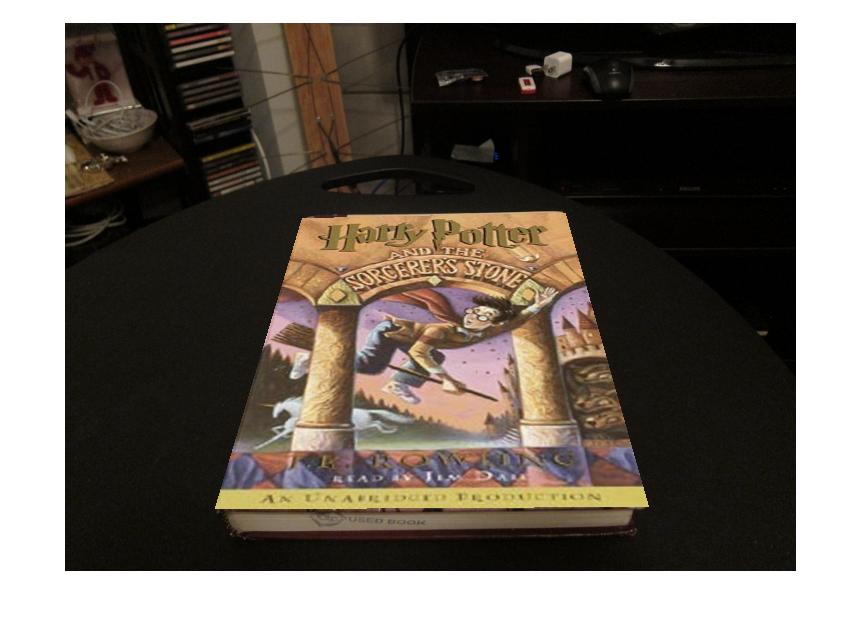 Harry Potter
AND THE
SORCERER'S STONE
J.K. ROWLING
READ BY JIM DALE
AN UNABRIDGED PRODUCTION
USED BOOK